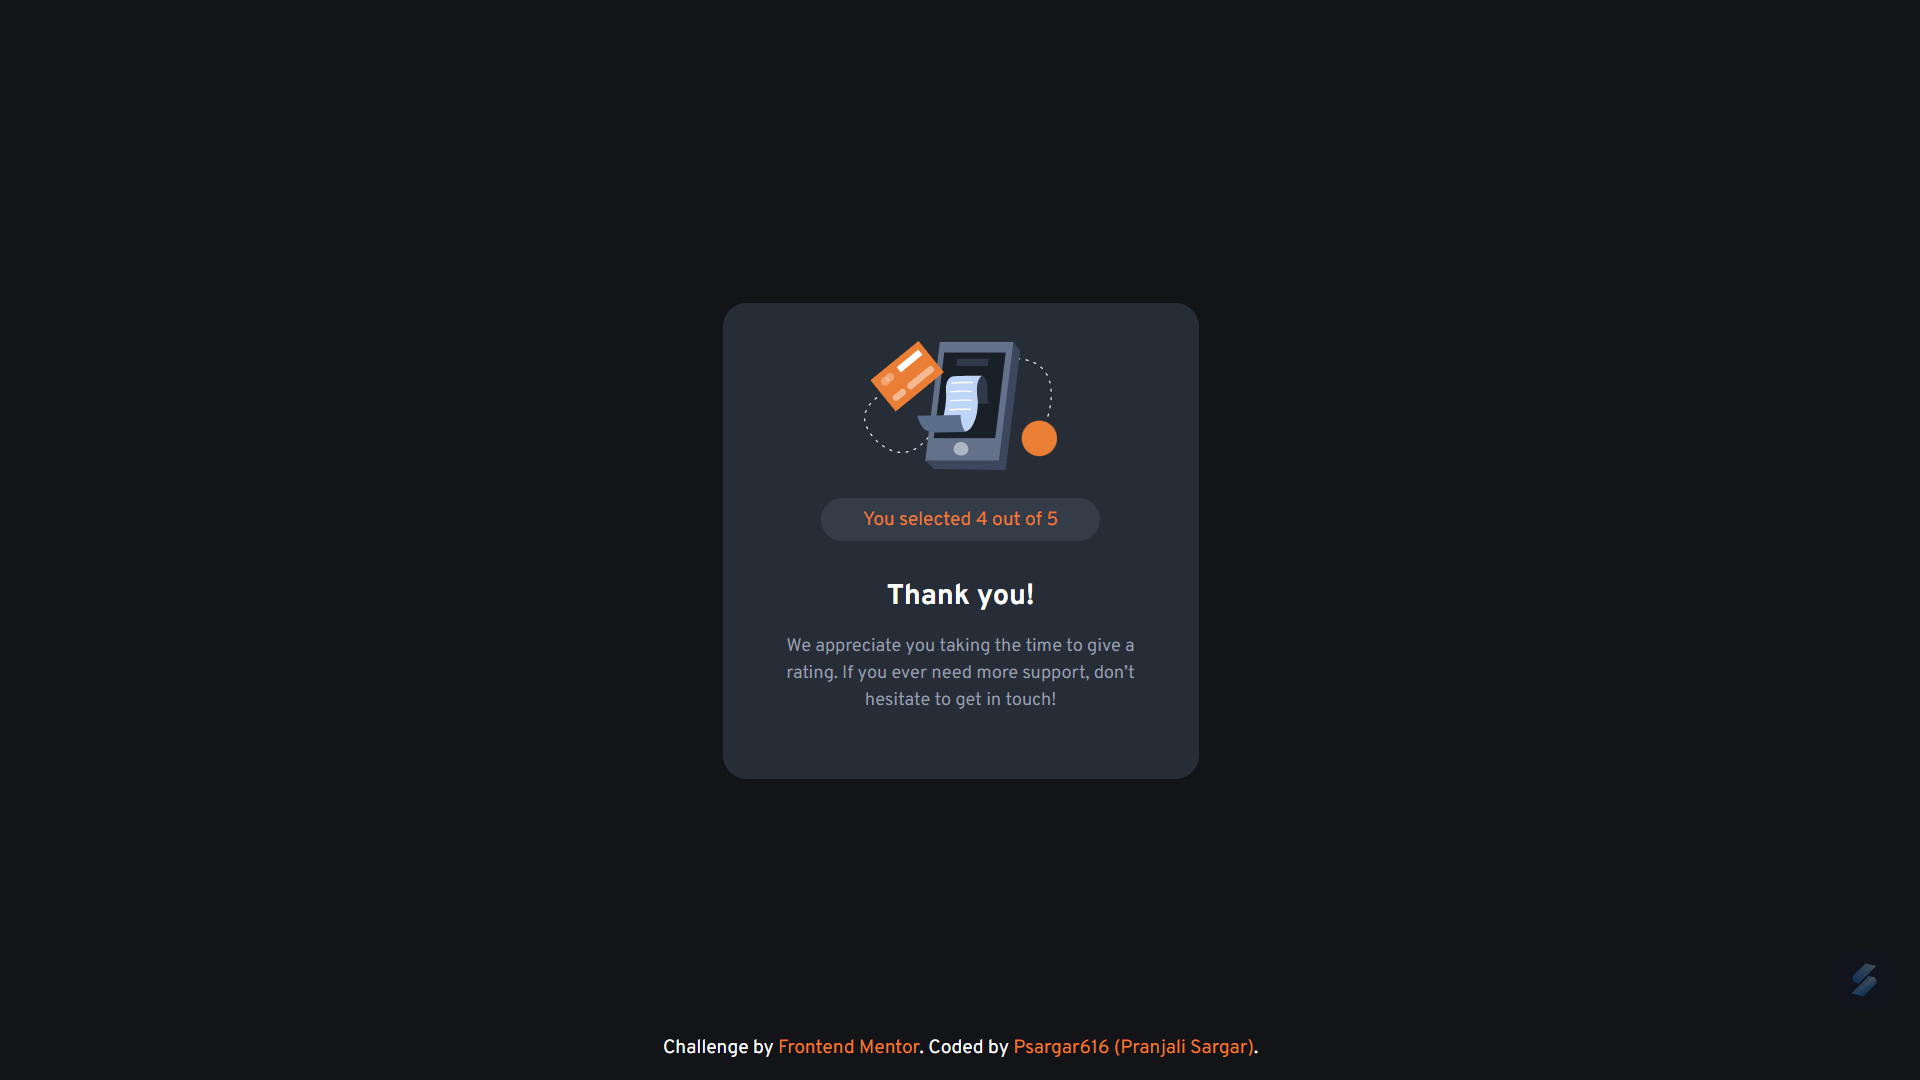 You selected 4 out of 5
Thank you!
We appreciate you taking the time to give a
rating. If you ever need more support, don’t
hesitate to get in touch!
Challenge by Frontend Mentor. Coded by Psargar616 (Pranjali Sargar).